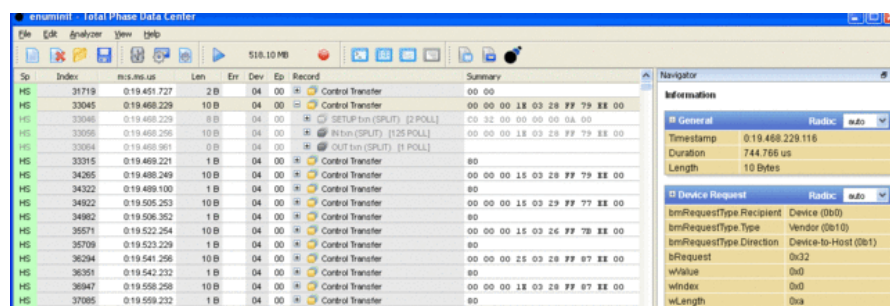 enuminit - Total Phase Data Center
File Edit Analyzer View Help
518.10 MB
Sp Index m:s.ms.us Len Err Dev Ep Record Summary
HS 31719 0:19.451.727 2 B 04 00 Control Transfer 00 00
HS 33045 0:19.468.229 10 B 04 00 Control Transfer 00 00 00 18 03 28 FF 79 EE 00
HS 33046 0:19.468.229 8 B 04 00 SETUP txn (SPLIT) [2 POLL] C0 32 00 00 00 00 0A 00
HS 33056 0:19.468.256 10 B 04 00 IN txn (SPLIT) [125 POLL] 00 00 00 18 03 28 FF 79 EE 00
HS 33064 0:19.468.961 0 B 04 00 OUT txn (SPLIT) [1 POLL]
HS 33315 0:19.469.221 1 B 04 00 Control Transfer 80
HS 34265 0:19.488.249 10 B 04 00 Control Transfer 00 00 00 15 03 28 FF 79 EE 00
HS 34322 0:19.489.100 1 B 04 00 Control Transfer 80
HS 34922 0:19.505.253 10 B 04 00 Control Transfer 00 00 00 15 03 29 FF 77 EE 00
HS 34982 0:19.506.352 1 B 04 00 Control Transfer 80
HS 35571 0:19.522.254 10 B 04 00 Control Transfer 00 00 00 15 03 26 FF 7B EE 00
HS 35709 0:19.523.229 1 B 04 00 Control Transfer 80
HS 36294 0:19.541.256 10 B 04 00 Control Transfer 00 00 00 25 03 28 FF 87 EE 00
HS 36351 0:19.542.232 1 B 04 00 Control Transfer 80
HS 36947 0:19.558.258 10 B 04 00 Control Transfer 00 00 00 18 03 28 FF 87 EE 00
HS 37085 0:19.559.232 1 B 04 00 Control Transfer 80
Navigator
Information
General Radix: auto
Timestamp 0:19.468.229.116
Duration 744.766 us
Length 10 Bytes
Device Request Radix: auto
bmRequestType.Recipient Device (0b0)
bmRequestType.Type Vendor (0b10)
bmRequestType.Direction Device-to-Host (0b1)
bRequest 0x32
wValue 0x0
wIndex 0x0
wLength 0xa